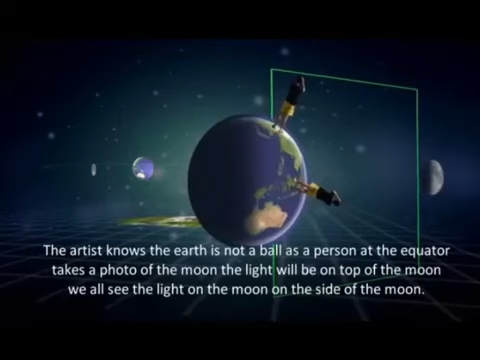 The artist knows the earth is not a ball as a person at the equator
takes a photo of the moon the light will be on top of the moon
we all see the light on the moon on the side of the moon.